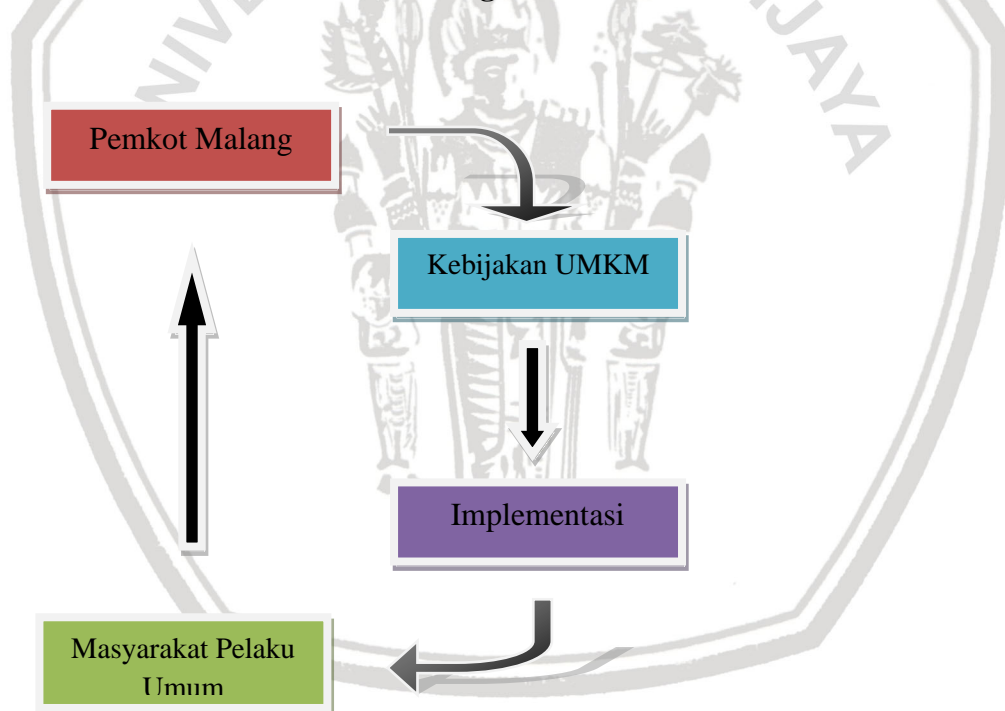 Pemkot Malang
Kebijakan UMKM
Implementasi
Masyarakat Pelaku
Umum